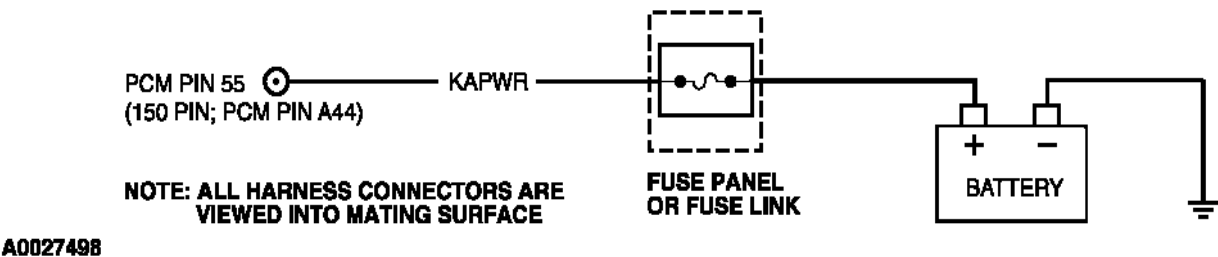 PCM PIN 55
(150 PIN; PCM PIN A44)
KAPWR
NOTE: ALL HARNESS CONNECTORS ARE
VIEWED INTO MATING SURFACE
FUSE PANEL
OR FUSE LINK
+ −
BATTERY
A0027498